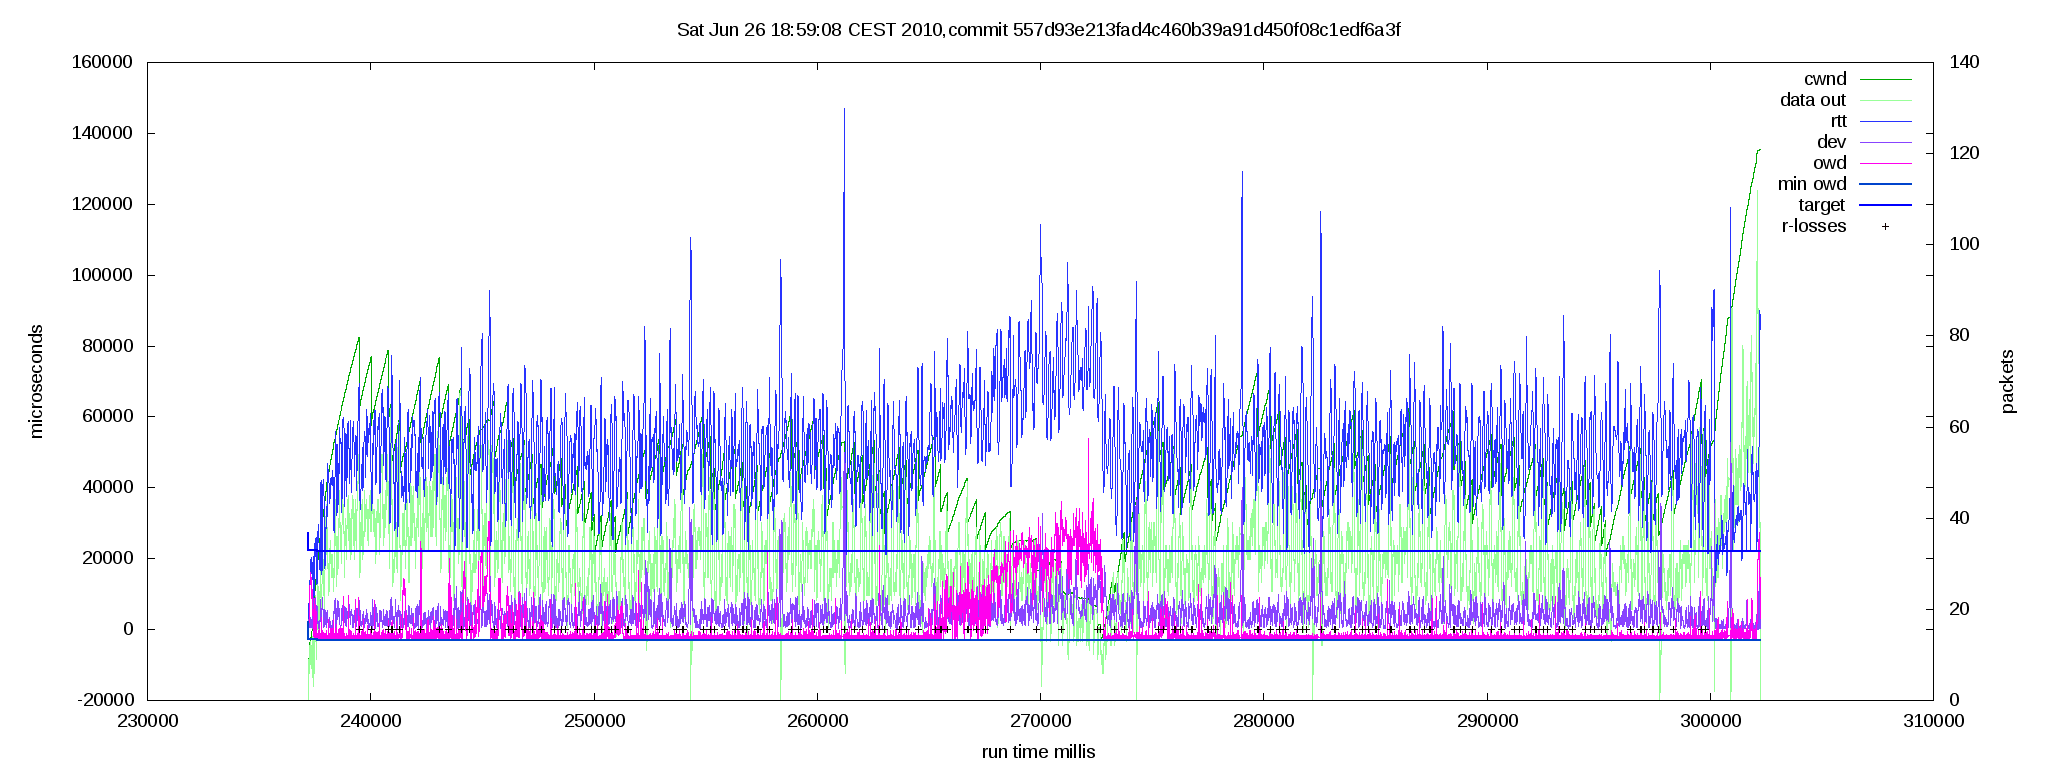 Sat Jun 26 18:59:08 CEST 2010,commit 557d93e213fad4c460b39a91d450f08c1edf6a3f
160000
140000
120000
100000
80000
60000
40000
20000
0
-20000
microseconds
140
120
100
80
60
40
20
0
packets
cwnd
data out
rtt
dev
owd
min owd
target
r-losses
230000 240000 250000 260000 270000 280000 290000 300000 310000
run time millis